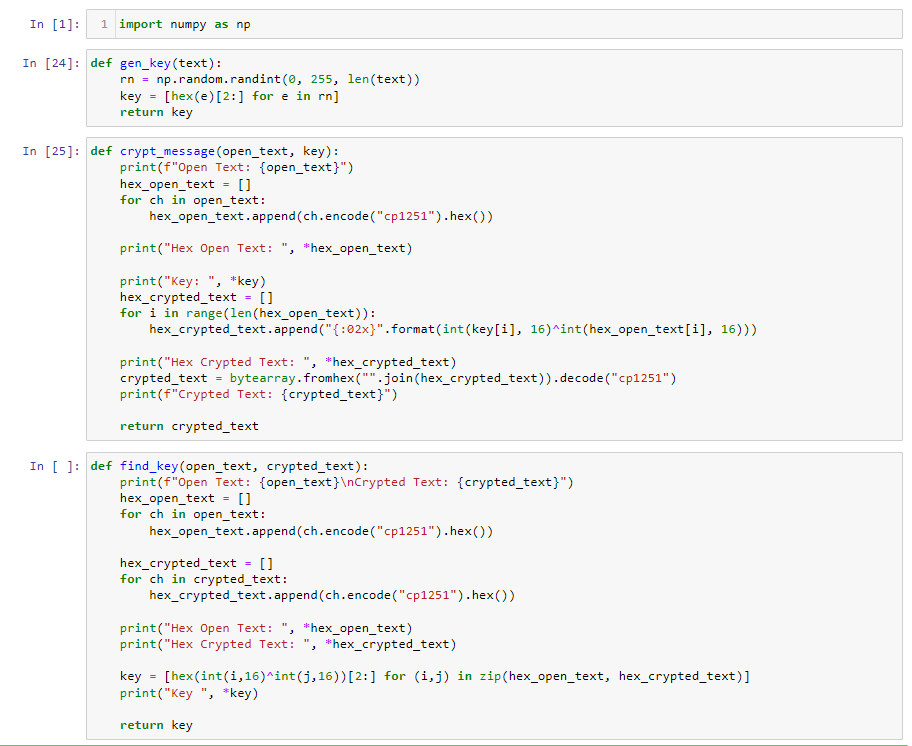 In [1]: 1 import numpy as np
In [24]: def gen_key(text):
    rn = np.random.randint(0, 255, len(text))
    key = [hex(e)[2:] for e in rn]
    return key
In [25]: def crypt_message(open_text, key):
    print(f"Open Text: {open_text}")
    hex_open_text = []
    for ch in open_text:
        hex_open_text.append(ch.encode("cp1251").hex())

    print("Hex Open Text: ", *hex_open_text)

    print("Key: ", *key)
    hex_crypted_text = []
    for i in range(len(hex_open_text)):
        hex_crypted_text.append("{:02x}".format(int(key[i], 16)^int(hex_open_text[i], 16)))

    print("Hex Crypted Text: ", *hex_crypted_text)
    crypted_text = bytearray.fromhex("".join(hex_crypted_text)).decode("cp1251")
    print(f"Crypted Text: {crypted_text}")

    return crypted_text
In [ ]: def find_key(open_text, crypted_text):
    print(f"Open Text: {open_text}\nCrypted Text: {crypted_text}")
    hex_open_text = []
    for ch in open_text:
        hex_open_text.append(ch.encode("cp1251").hex())

    hex_crypted_text = []
    for ch in crypted_text:
        hex_crypted_text.append(ch.encode("cp1251").hex())

    print("Hex Open Text: ", *hex_open_text)
    print("Hex Crypted Text: ", *hex_crypted_text)

    key = [hex(int(i,16)^int(j,16))[2:] for (i,j) in zip(hex_open_text, hex_crypted_text)]
    print("Key ", *key)

    return key